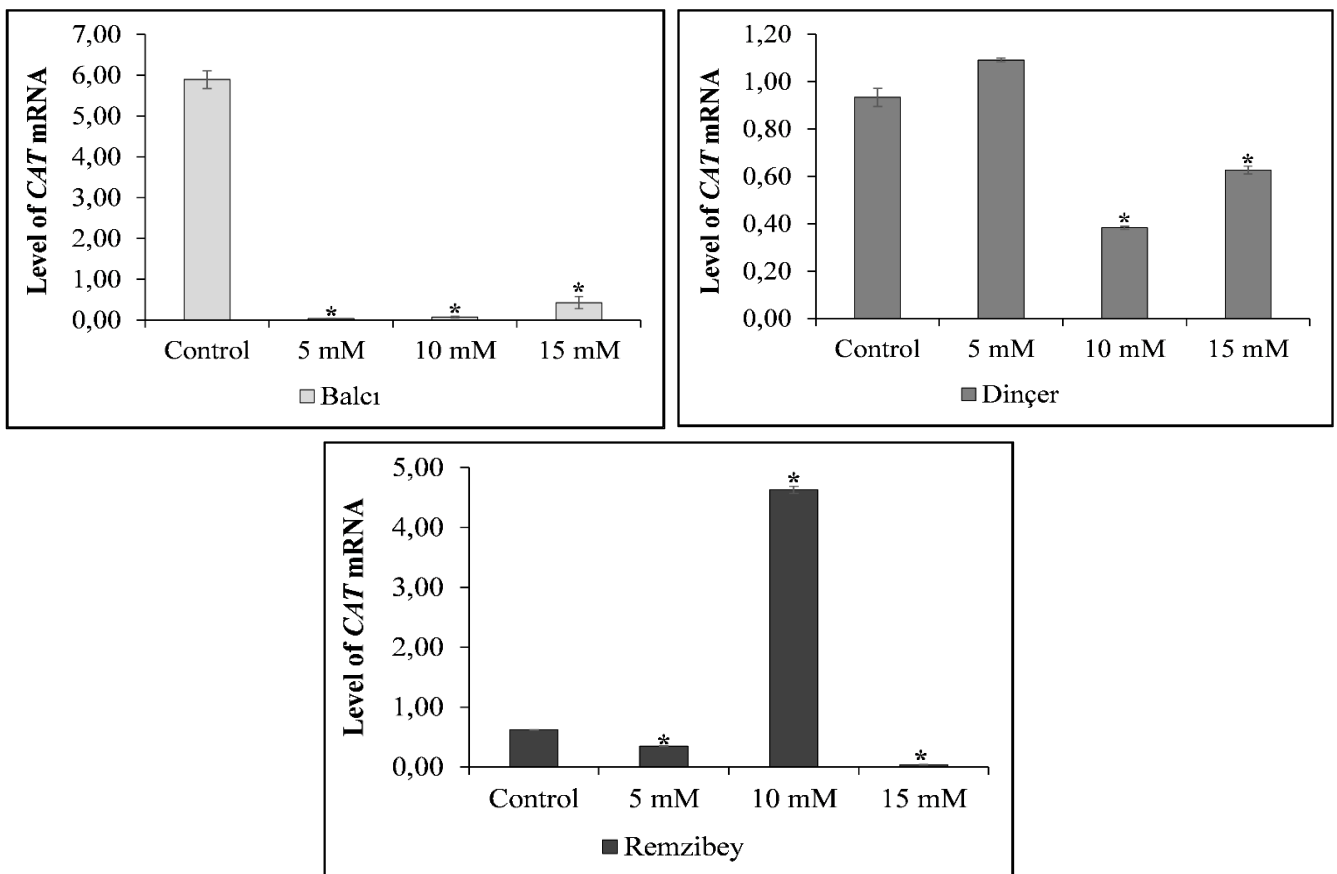 Level of CAT mRNA
7,00
6,00
5,00
4,00
3,00
2,00
1,00
0,00
* * *
Control 5 mM 10 mM 15 mM
Balcı
Level of CAT mRNA
1,20
1,00
0,80
0,60
0,40
0,20
0,00
* *
Control 5 mM 10 mM 15 mM
Dinçer
Level of CAT mRNA
5,00
4,00
3,00
2,00
1,00
0,00
* * *
Control 5 mM 10 mM 15 mM
Remzibey